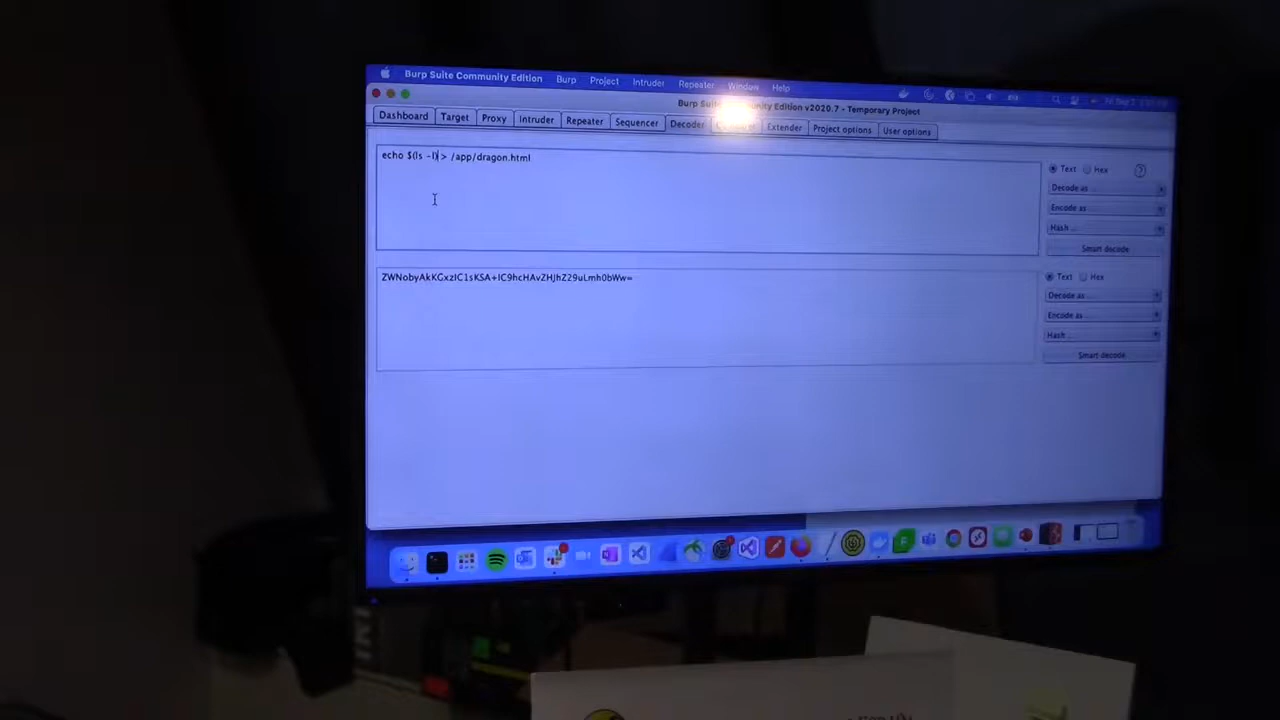 Burp Suite Community Edition Burp Project Intruder Repeater Window Help
Burp Suite Community Edition v2020.7 - Temporary Project
Dashboard Target Proxy Intruder Repeater Sequencer Decoder Extender Project options User options
echo $(ls -l) > /app/dragon.html
Text Hex ?
Decode as ...
Encode as ...
Hash ...
Smart decode
ZWNobyAkKGxzIC1sKSA+IC9hcHAvZHJhZ29uLmh0bWw=
Text Hex
Decode as ...
Encode as ...
Hash ...
Smart decode